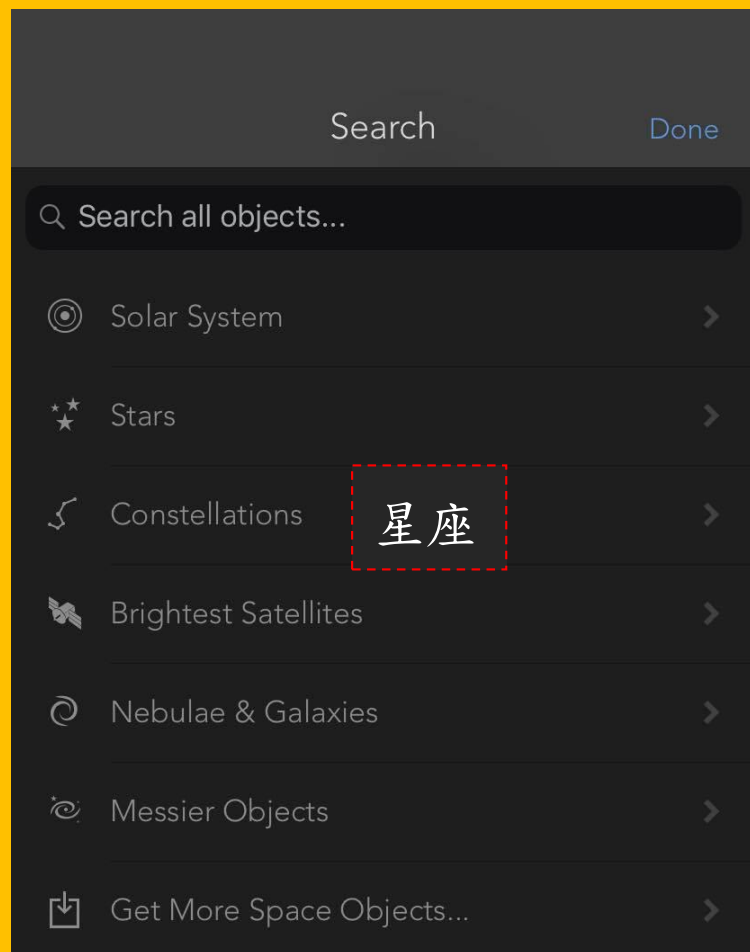 Search
Done
Search all objects...
Solar System
Stars
Constellations
星座
Brightest Satellites
Nebulae & Galaxies
Messier Objects
Get More Space Objects...